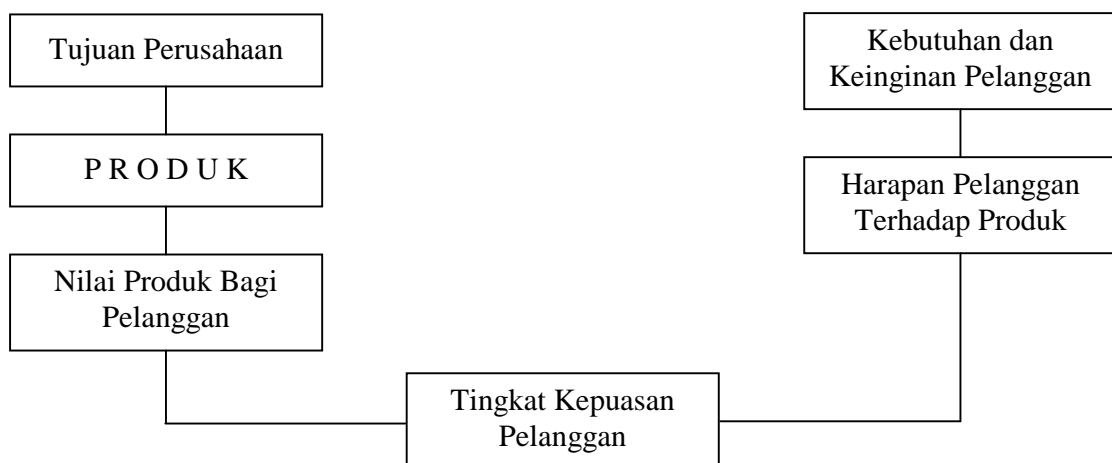 Tujuan Perusahaan
P R O D U K
Nilai Produk Bagi
Pelanggan
Kebutuhan dan
Keinginan Pelanggan
Harapan Pelanggan
Terhadap Produk
Tingkat Kepuasan
Pelanggan